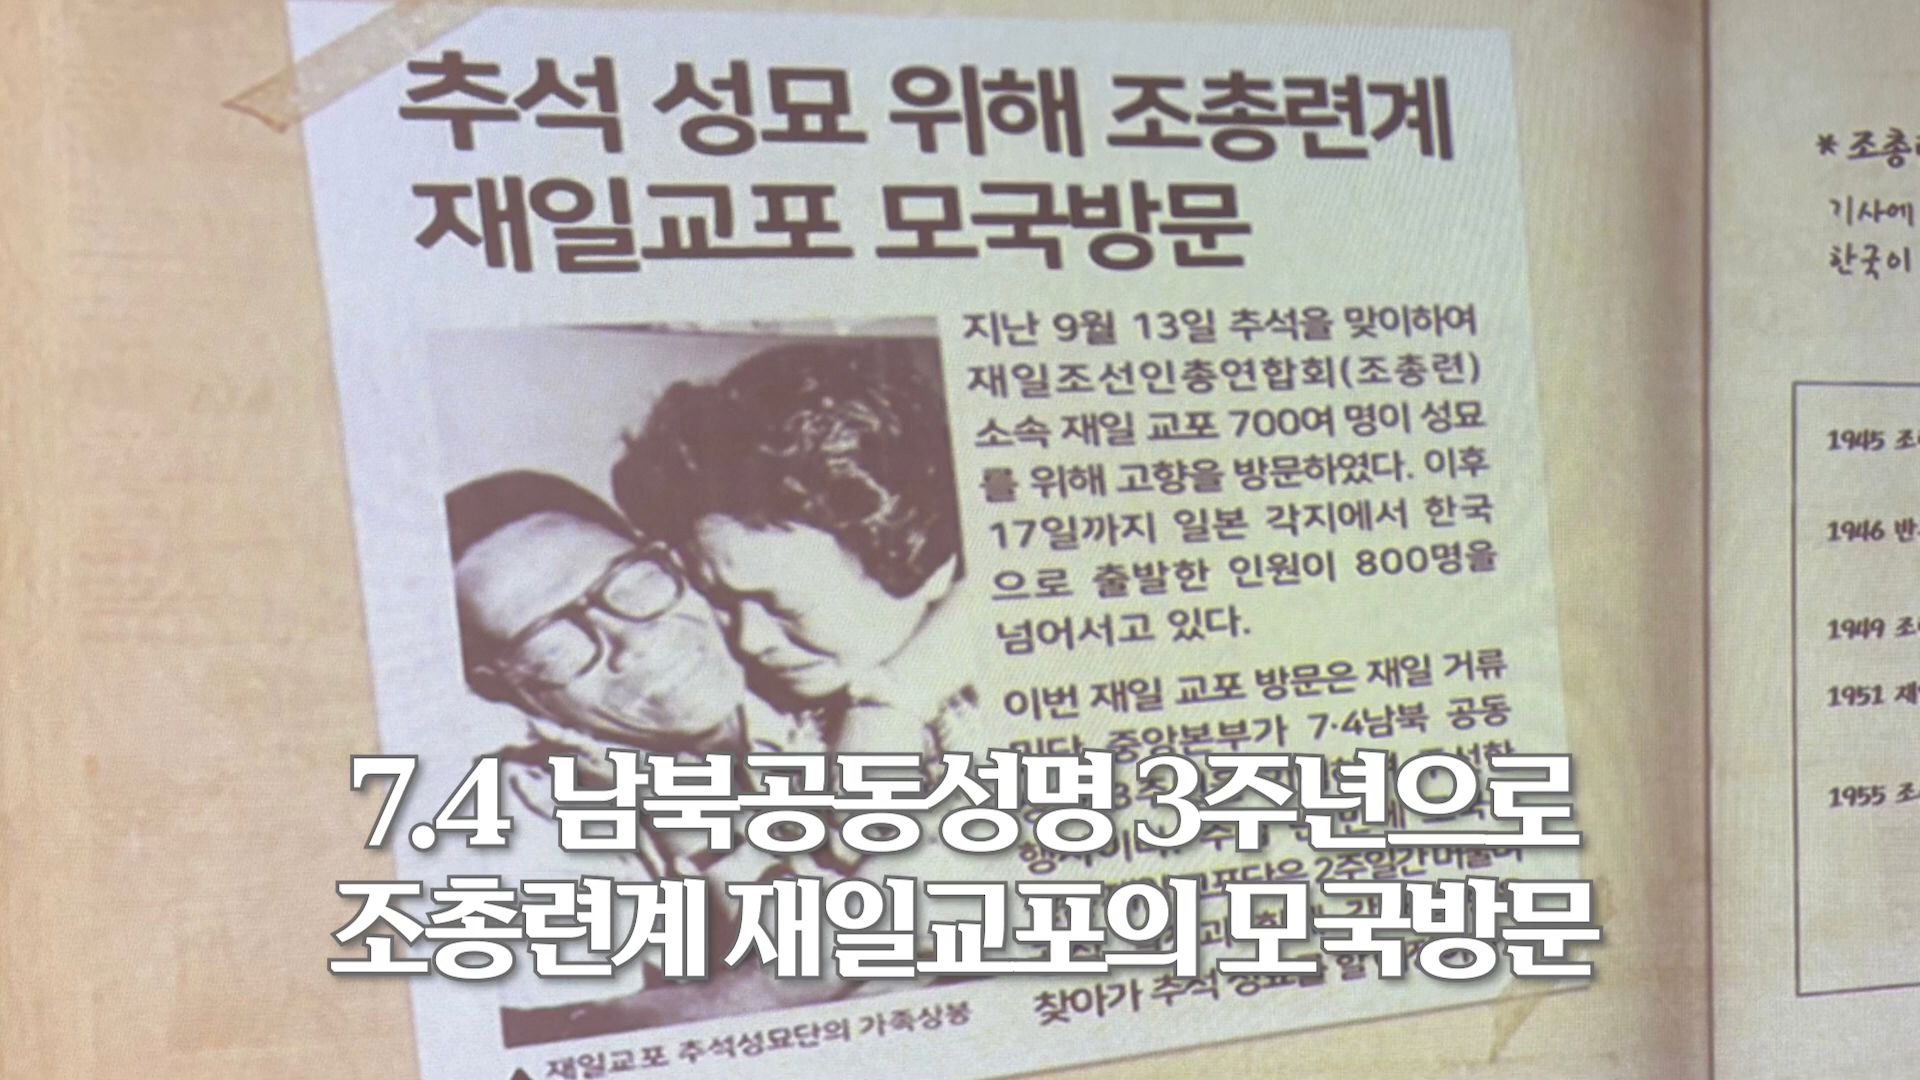 추석 성묘 위해 조총련계
재일교포 모국방문
지난 9월 13일 추석을 맞이하여
재일조선인총연합회(조총련)
소속 재일 교포 700여 명이 성묘
를 위해 고향을 방문하였다. 이후
17일까지 일본 각지에서 한국
으로 출발한 인원이 800명을
넘어서고 있다.
이번 재일 교포 방문은 재일 거류
민단 중앙본부가 7·4남북 공동
2주일간
찾아가 추석 성묘를
▲ 재일교포 추석성묘단의 가족상봉
7.4 남북공동성명 3주년으로
조총련계 재일교포의 모국방문
기사에
한국이
1945
1946
1949
1951
1955